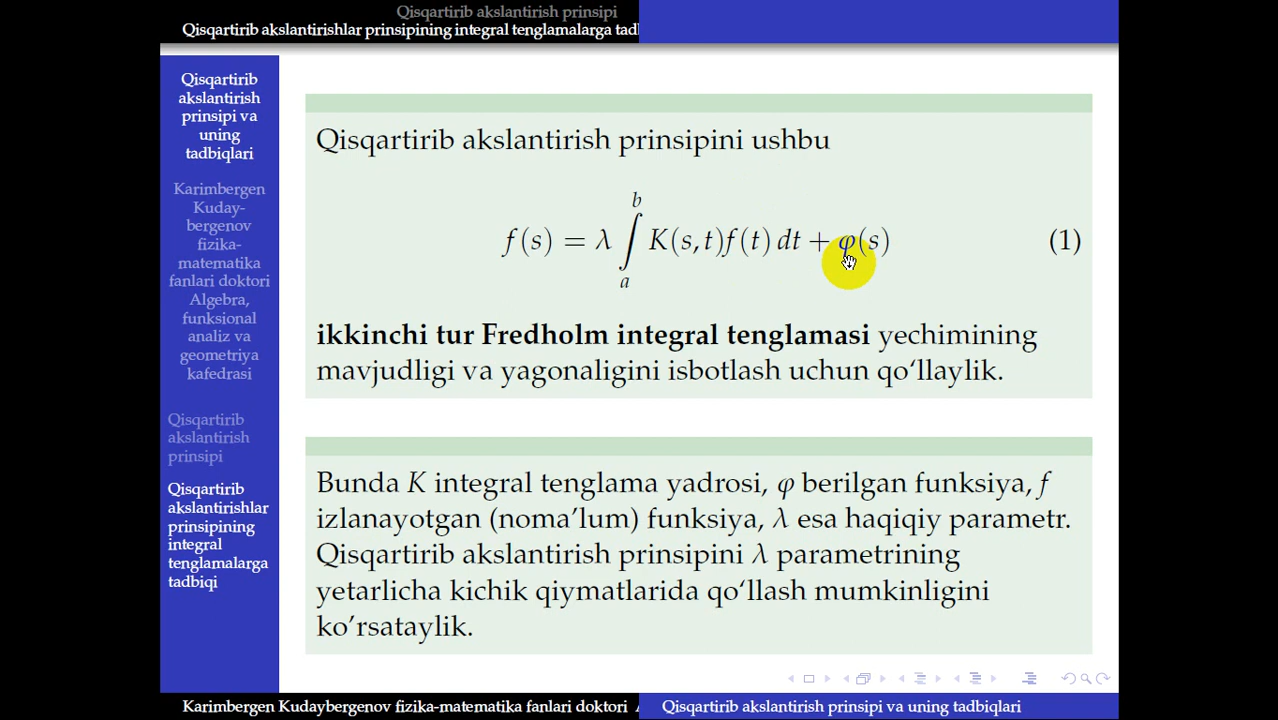 Qisqartirib akslantirish prinsipi
Qisqartirib akslantirishlar prinsipining integral tenglamalarga tad
Qisqartirib
akslantirish
prinsipi va
uning
tadbiqlari
Karimbergen
Kuday-
bergenov
fizika-
matematika
fanlari doktori
Algebra,
funksional
analiz va
geometriya
kafedrasi
Qisqartirib
akslantirish
prinsipi
Qisqartirib
akslantirishlar
prinsipining
integral
tenglamalarga
tadbiqi
Qisqartirib akslantirish prinsipini ushbu
f(s) = λ ∫_a^b K(s, t)f(t) dt + φ(s) (1)
ikkinchi tur Fredholm integral tenglamasi yechimining
mavjudligi va yagonaligini isbotlash uchun qo‘llaylik.
Bunda K integral tenglama yadrosi, φ berilgan funksiya, f
izlanayotgan (noma’lum) funksiya, λ esa haqiqiy parametr.
Qisqartirib akslantirish prinsipini λ parametrining
yetarlicha kichik qiymatlarida qo‘llash mumkinligini
ko’rsataylik.
Karimbergen Kudaybergenov fizika-matematika fanlari doktori
Qisqartirib akslantirish prinsipi va uning tadbiqlari